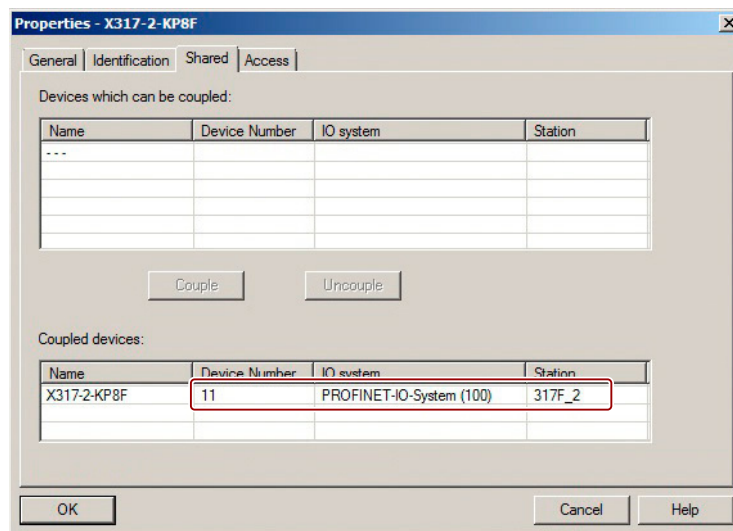 Properties - X317-2-KP8F
General Identification Shared Access
Devices which can be coupled:
Name Device Number IO system Station
---
Couple Uncouple
Coupled devices:
Name Device Number IO system Station
X317-2-KP8F 11 PROFINET-IO-System (100) 317F_2
OK Cancel Help